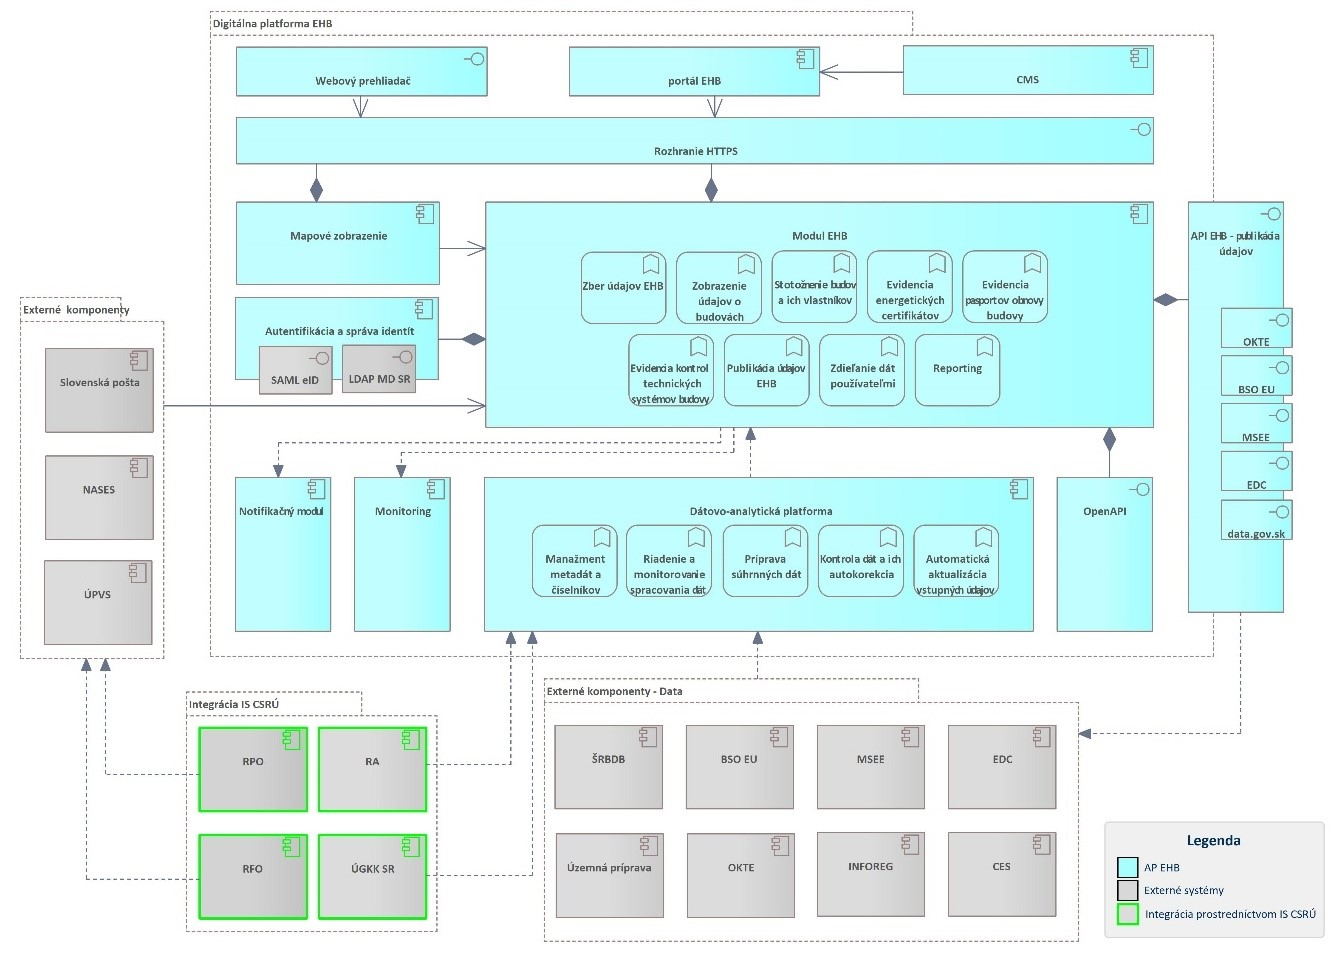 Digitálna platforma EHB
Webový prehliadač
portál EHB
CMS
Rozhranie HTTPS
Mapové zobrazenie
Modul EHB
Zber údajov EHB
Zobrazenie
údajov o
budovách
Stotožnenie budov
a ich vlastníkov
Evidencia
energetických
certifikátov
Evidencia
pasportov obnovy
budovy
Evidencia kontrol
technických
systémov budovy
Publikácia údajov
EHB
Zdieľanie dát
používateľmi
Reporting
API EHB - publikácia
údajov
OKTE
BSO EU
MSEE
EDC
data.gov.sk
Autentifikácia a správa identít
SAML eID
LDAP MD SR
Externé komponenty
Slovenská pošta
NASES
ÚPVS
Notifikačný modul
Monitoring
Dátovo-analytická platforma
Manažment
metadát a
číselníkov
Riadenie a
monitorovanie
spracovania dát
Príprava
súhrnných dát
Kontrola dát a ich
autokorekcia
Automatická
aktualizácia
vstupných údajov
OpenAPI
Integrácia IS CSRÚ
RPO
RA
RFO
ÚGKK SR
Externé komponenty - Data
ŠRBDB
BSO EU
MSEE
EDC
Územná príprava
OKTE
INFOREG
CES
Legenda
AP EHB
Externé systémy
Integrácia prostredníctvom IS CSRÚ